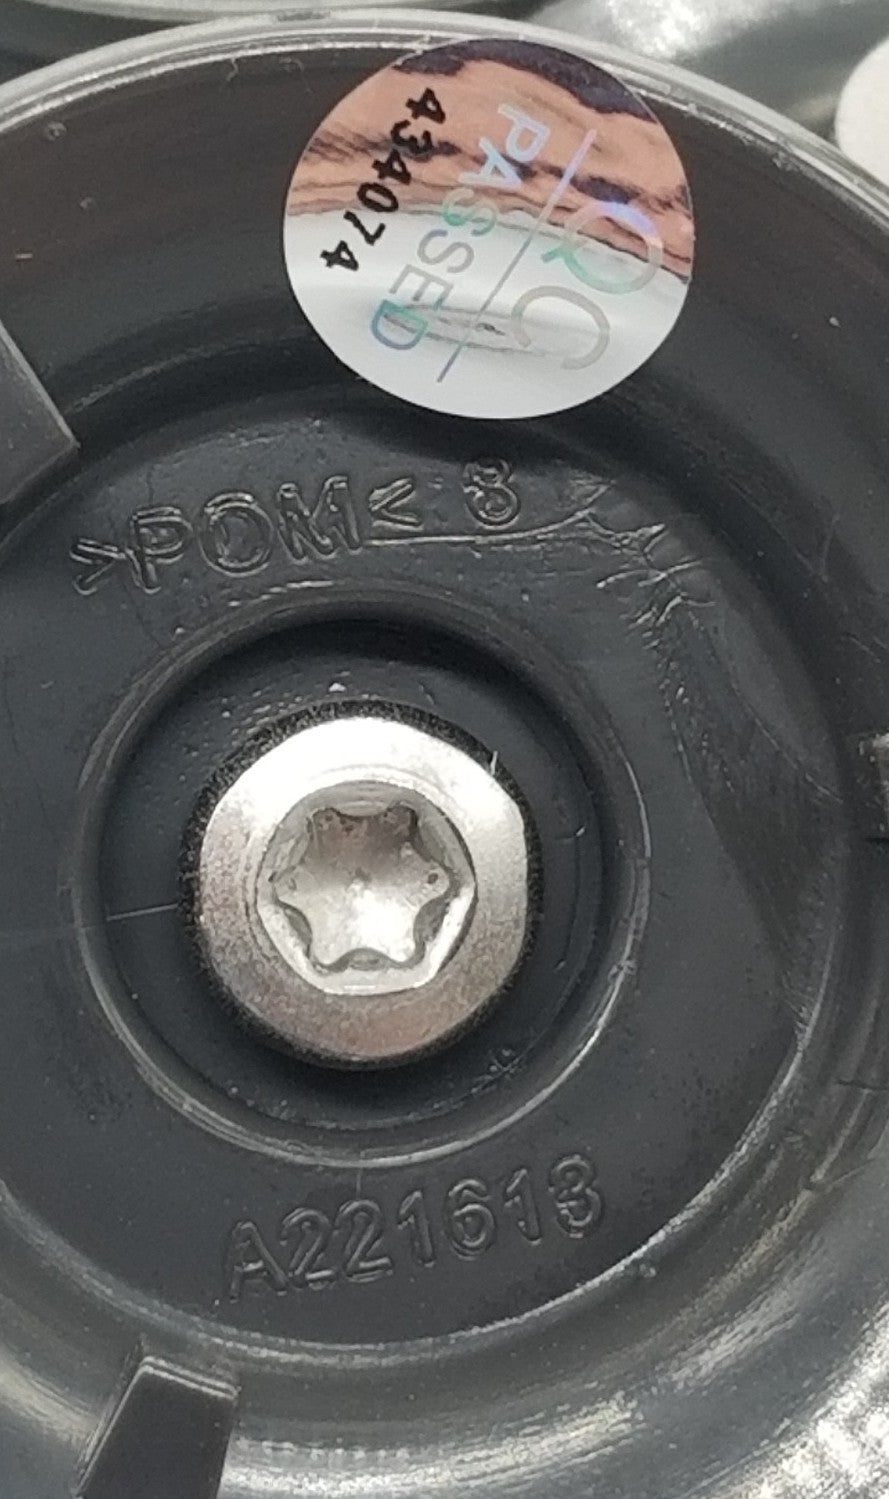 QC
PASSED
434074
>POM< 8
A221613